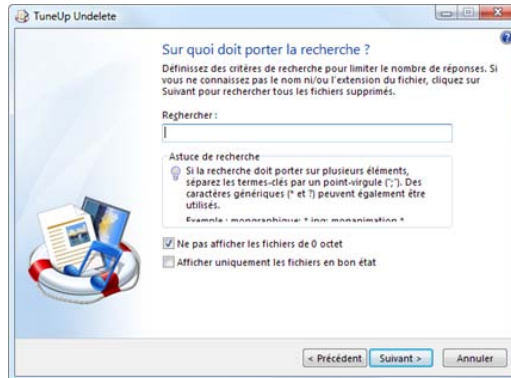 TuneUp Undelete
Sur quoi doit porter la recherche ?
Définissez des critères de recherche pour limiter le nombre de réponses. Si
vous ne connaissez pas le nom ni/ou l'extension du fichier, cliquez sur
Suivant pour rechercher tous les fichiers supprimés.
Rechercher :
Astuce de recherche
Si la recherche doit porter sur plusieurs éléments,
séparez les termes-clés par un point-virgule (';'). Des
caractères génériques (* et ?) peuvent également être
utilisés.
Exemple : monographique; *.jpg; monanimation.*
Ne pas afficher les fichiers de 0 octet
Afficher uniquement les fichiers en bon état
< Précédent
Suivant >
Annuler